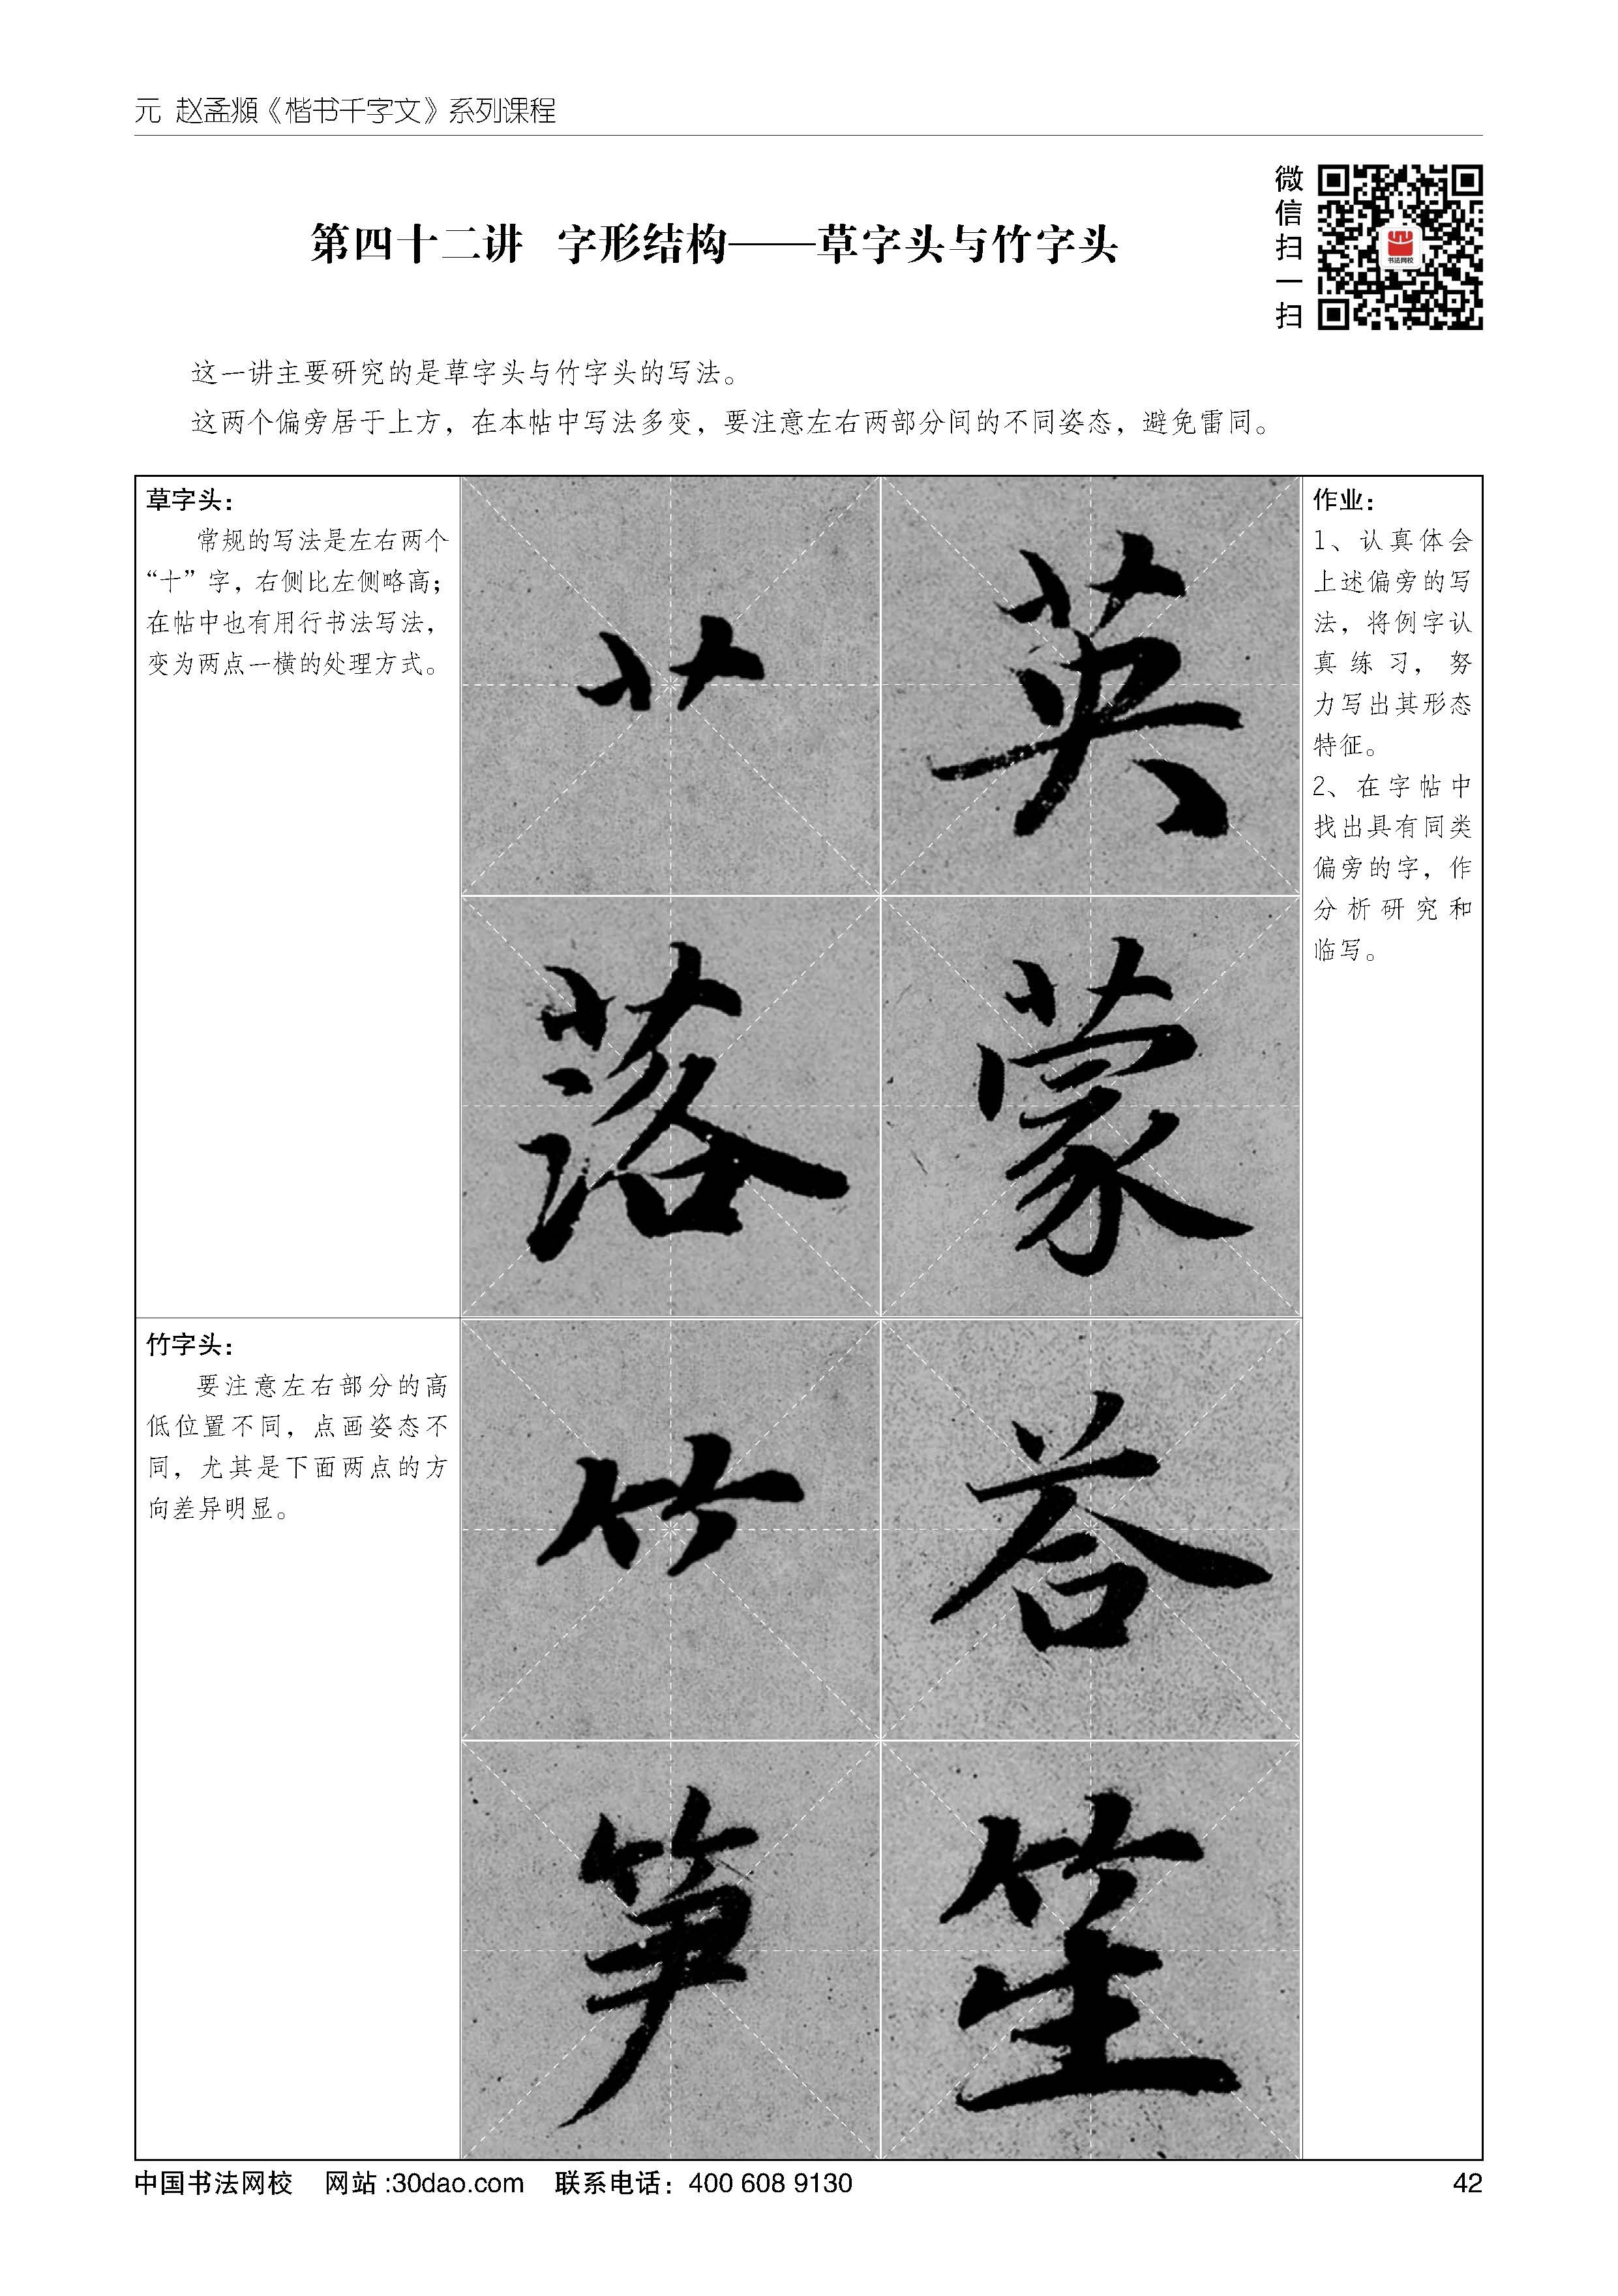 元 赵孟頫《楷书千字文》系列课程
微信扫一扫
书法网校
第四十二讲 字形结构——草字头与竹字头
这一讲主要研究的是草字头与竹字头的写法。
这两个偏旁居于上方，在本帖中写法多变，要注意左右两部分间的不同姿态，避免雷同。
草字头：
常规的写法是左右两个
“十”字，右侧比左侧略高；
在帖中也有用行书法写法，
变为两点一横的处理方式。
艹 英
落 蒙
竹字头：
要注意左右部分的高
低位置不同，点画姿态不
同，尤其是下面两点的方
向差异明显。
⺮ 荅
笋 笙
作业：
1、认真体会
上述偏旁的写
法，将例字认
真练习，努
力写出其形态
特征。
2、在字帖中
找出具有同类
偏旁的字，作
分析研究和
临写。
中国书法网校 网站:30dao.com 联系电话：400 608 9130
42